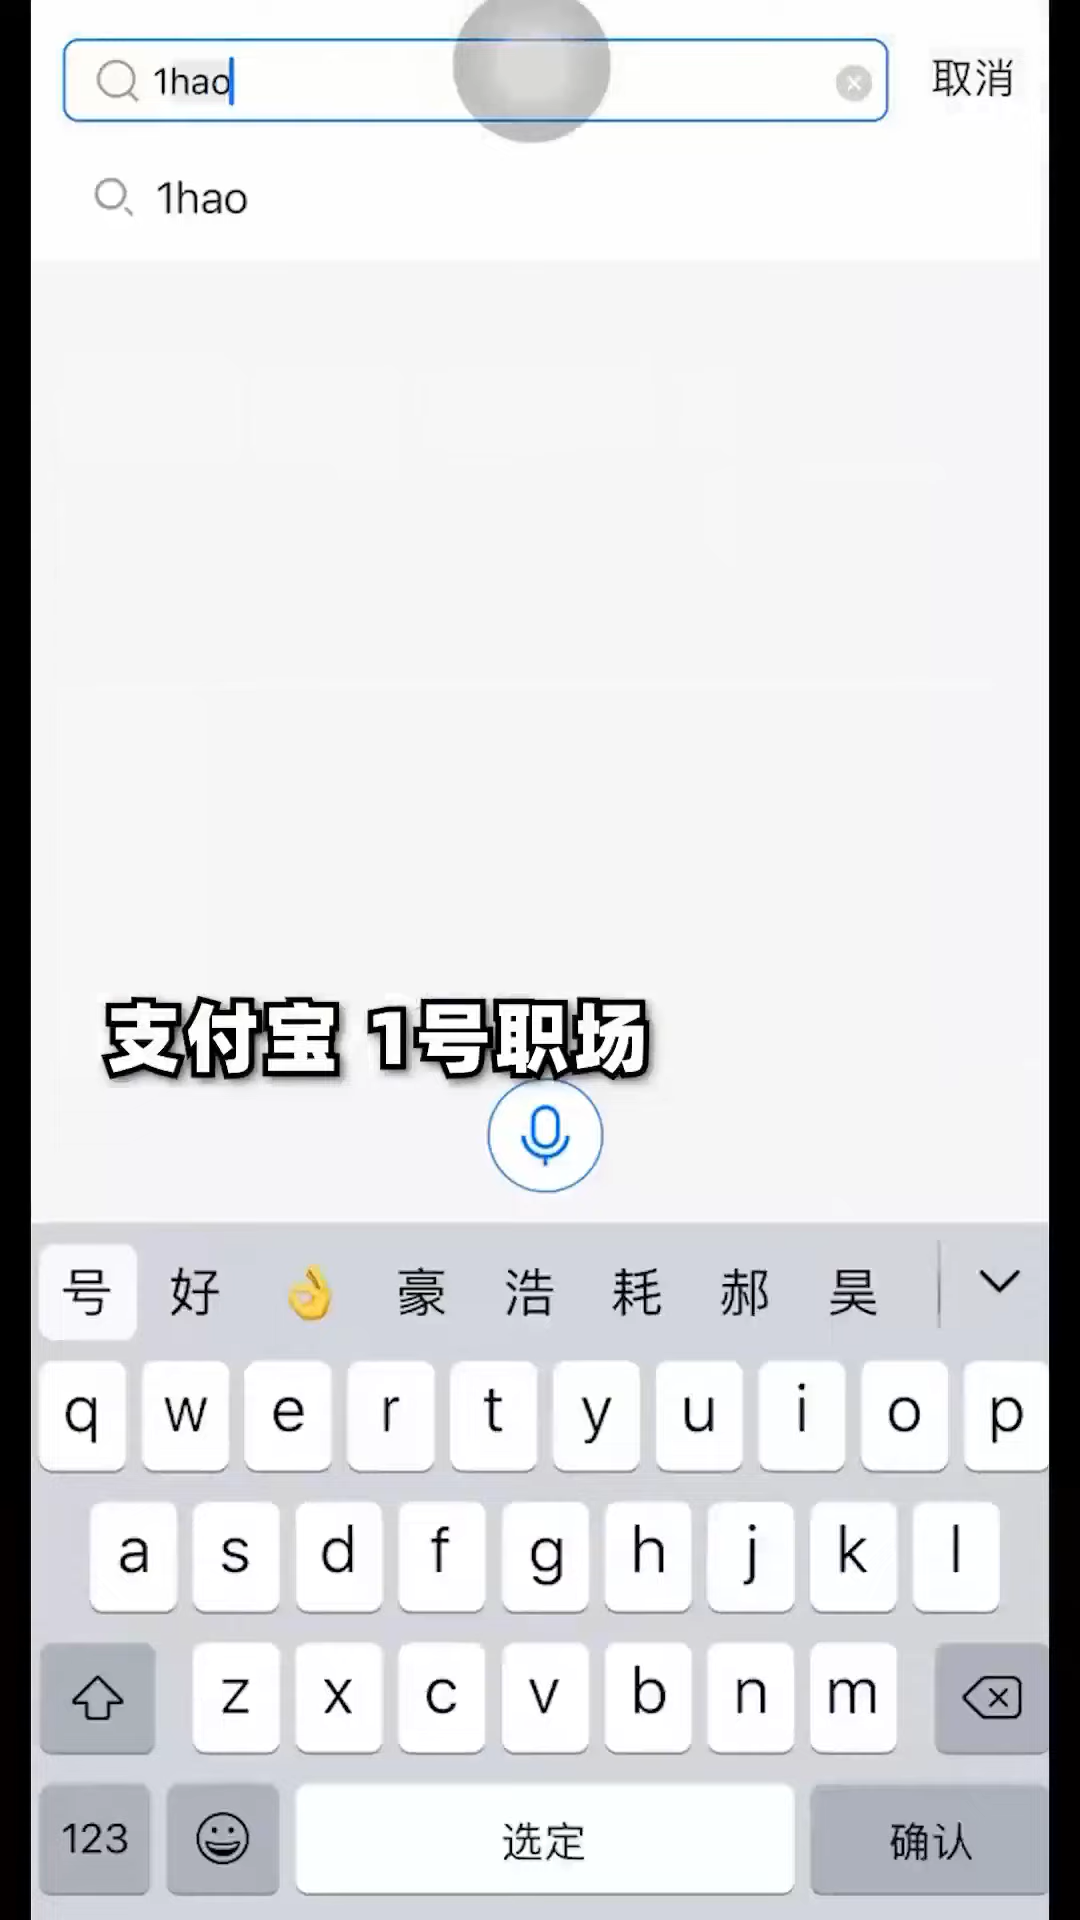 1hao 取消
1hao
支付宝 1号职场
号 好 👌 豪 浩 耗 郝 昊
q w e r t y u i o p
a s d f g h j k l
z x c v b n m
123 选定 确认